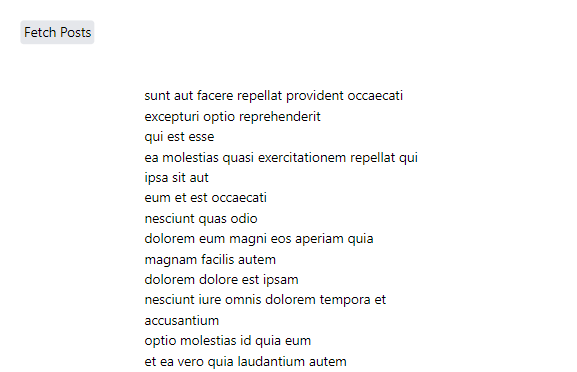 Fetch Posts
sunt aut facere repellat provident occaecati
excepturi optio reprehenderit
qui est esse
ea molestias quasi exercitationem repellat qui
ipsa sit aut
eum et est occaecati
nesciunt quas odio
dolorem eum magni eos aperiam quia
magnam facilis autem
dolorem dolore est ipsam
nesciunt iure omnis dolorem tempora et
accusantium
optio molestias id quia eum
et ea vero quia laudantium autem